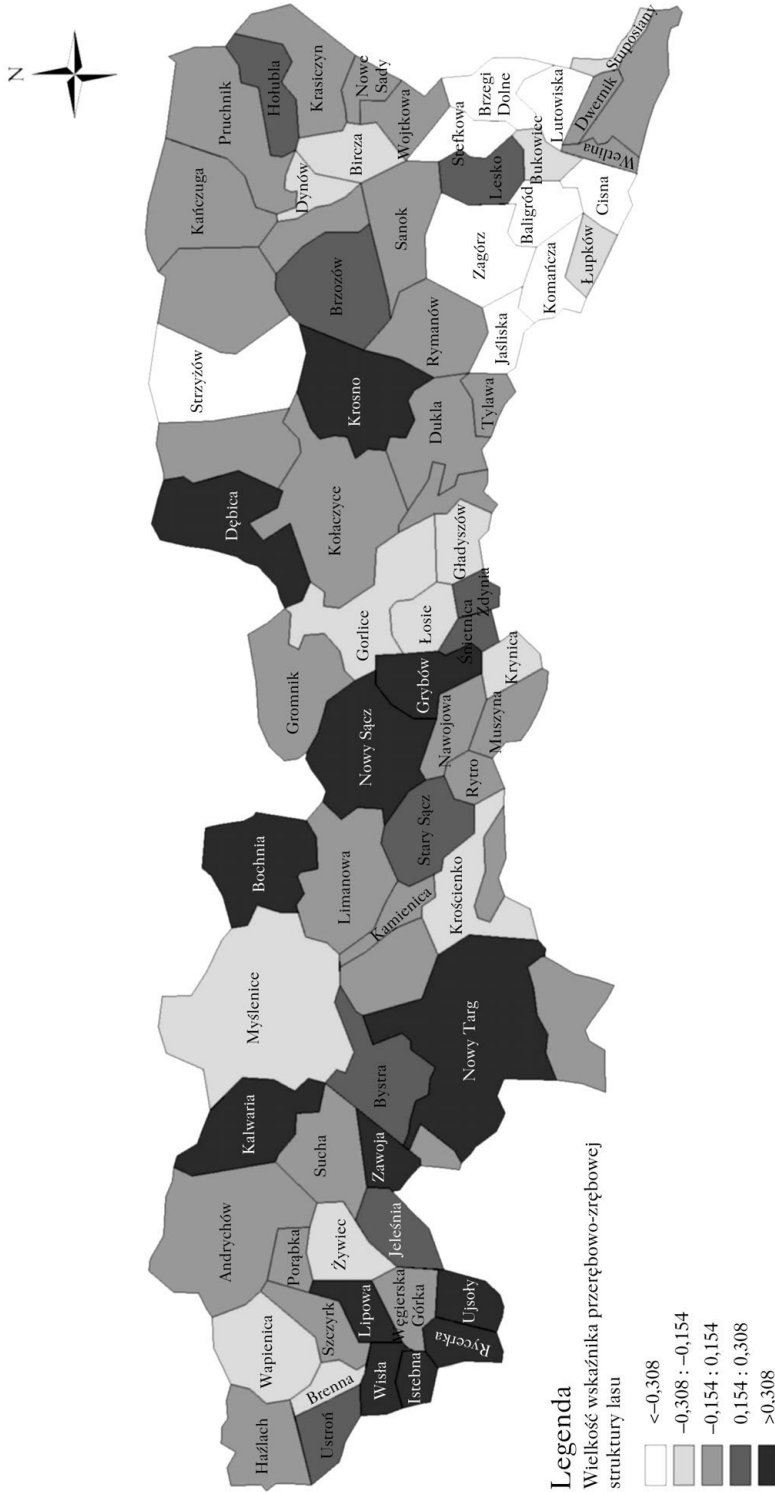 N
Haźlach
Ustroń
Wapienica
Brenna
Szczyrk
Wisła
Istebna
Lipowa
Węgierska
Górka
Rycerka
Ujsoły
Andrychów
Porąbka
Żywiec
Jeleśnia
Sucha
Kalwaria
Zawoja
Bystra
Myślenice
Nowy Targ
Bochnia
Limanowa
Kamienica
Krościenko
Stary Sącz
Nowy Sącz
Rytro
Nawojowa
Muszyna
Grybów
Krynica
Gromnik
Gorlice
Łosie
Śnietnica
Zdynia
Gładyszów
Dębica
Kołaczyce
Dukla
Tylawa
Strzyżów
Krosno
Rymanów
Jaśliska
Brzozów
Sanok
Zagórz
Komańcza
Łupków
Baligród
Cisna
Kańczuga
Pruchnik
Dynów
Bircza
Hołubla
Krasiczyn
Nowe
Sady
Wojtkowa
Stefkowa
Lesko
Brzegi
Dolne
Bukowiec
Lutowiska
Wetlina
Dwernik
Stuposiany
Legenda
Wielkość wskaźnika przerębowo-zrębowej
struktury lasu
<–0,308
–0,308 : –0,154
–0,154 : 0,154
0,154 : 0,308
>0.308